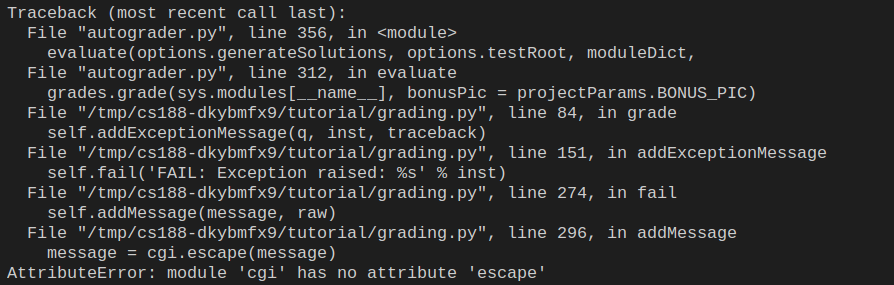 Traceback (most recent call last):
  File "autograder.py", line 356, in <module>
    evaluate(options.generateSolutions, options.testRoot, moduleDict,
  File "autograder.py", line 312, in evaluate
    grades.grade(sys.modules[__name__], bonusPic = projectParams.BONUS_PIC)
  File "/tmp/cs188-dkybmfx9/tutorial/grading.py", line 84, in grade
    self.addExceptionMessage(q, inst, traceback)
  File "/tmp/cs188-dkybmfx9/tutorial/grading.py", line 151, in addExceptionMessage
    self.fail('FAIL: Exception raised: %s' % inst)
  File "/tmp/cs188-dkybmfx9/tutorial/grading.py", line 274, in fail
    self.addMessage(message, raw)
  File "/tmp/cs188-dkybmfx9/tutorial/grading.py", line 296, in addMessage
    message = cgi.escape(message)
AttributeError: module 'cgi' has no attribute 'escape'